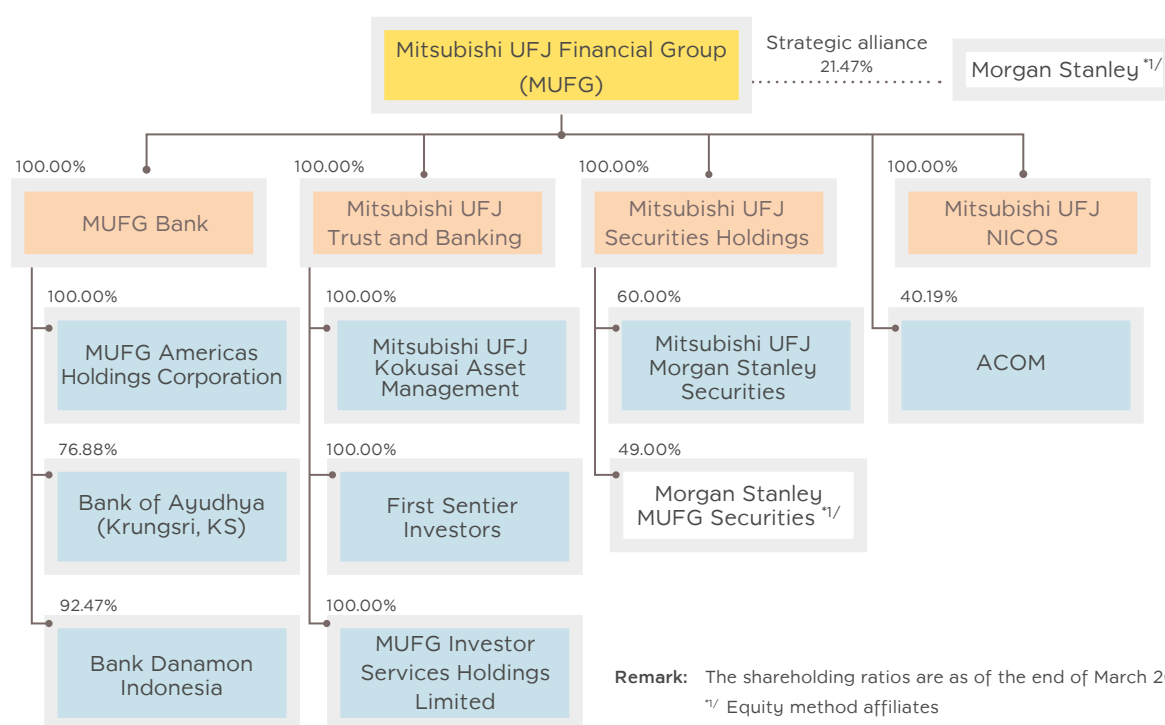 Mitsubishi UFJ Financial Group
(MUFG)
Strategic alliance
21.47%
Morgan Stanley *1/
100.00%
MUFG Bank
100.00%
Mitsubishi UFJ
Trust and Banking
100.00%
Mitsubishi UFJ
Securities Holdings
100.00%
Mitsubishi UFJ
NICOS
100.00%
MUFG Americas
Holdings Corporation
100.00%
Mitsubishi UFJ
Kokusai Asset
Management
60.00%
Mitsubishi UFJ
Morgan Stanley
Securities
40.19%
ACOM
76.88%
Bank of Ayudhya
(Krungsri, KS)
100.00%
First Sentier
Investors
49.00%
Morgan Stanley
MUFG Securities *1/
92.47%
Bank Danamon
Indonesia
100.00%
MUFG Investor
Services Holdings
Limited
Remark: The shareholding ratios are as of the end of March
*1/ Equity method affiliates